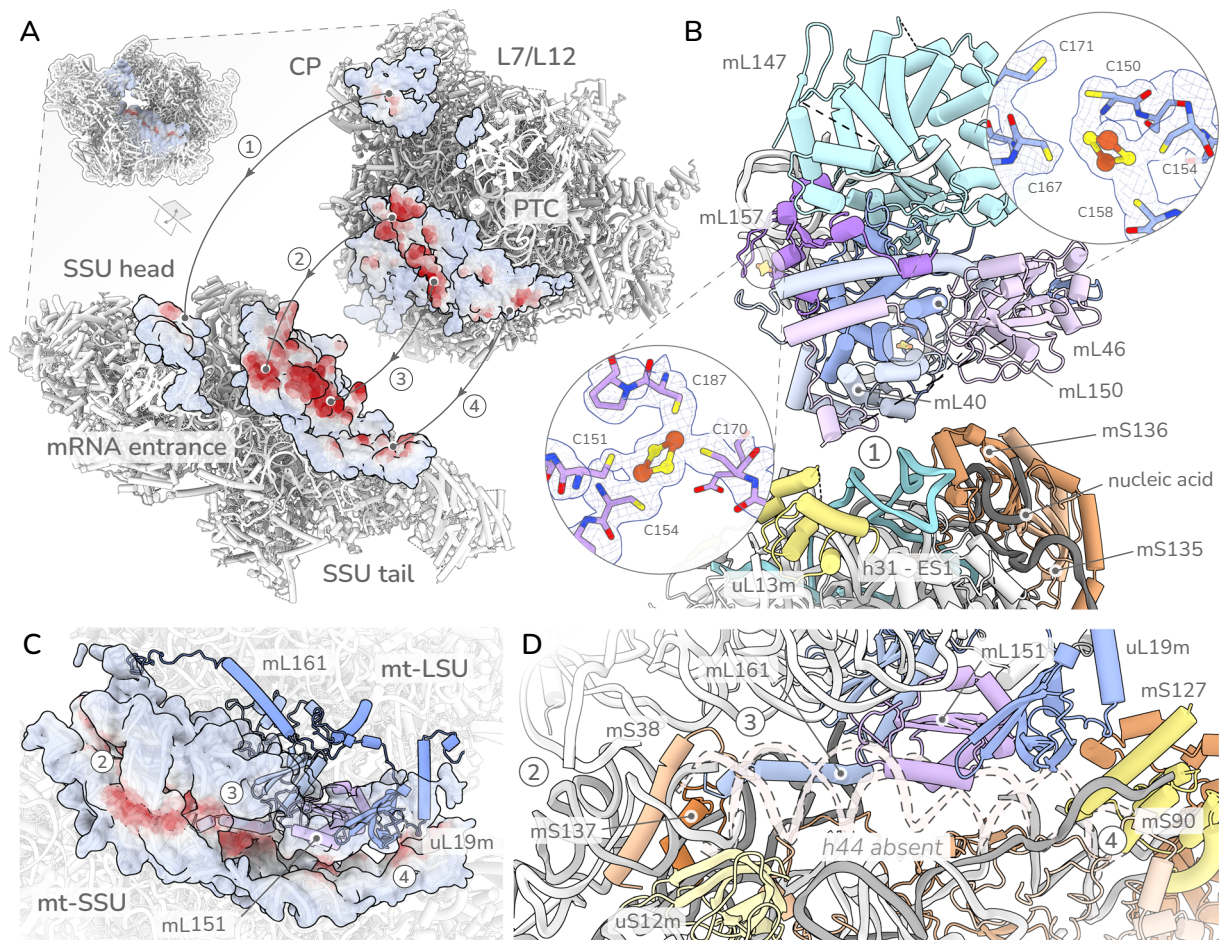 A
CP
L7/L12
1
PTC
2
SSU head
3
4
mRNA entrance
SSU tail
B
mL147
C171
C150
C154
C167
C158
mL157
mL46
mL150
mL40
C187
C151
C170
C154
1
mS136
nucleic acid
mS135
h31 - ES1
uL13m
C
mL161
mt-LSU
2
3
uL19m
4
mt-SSU
mL151
D
mL161
mL151
uL19m
mS127
3
mS38
2
mS137
h44 absent
mS90
4
uS12m